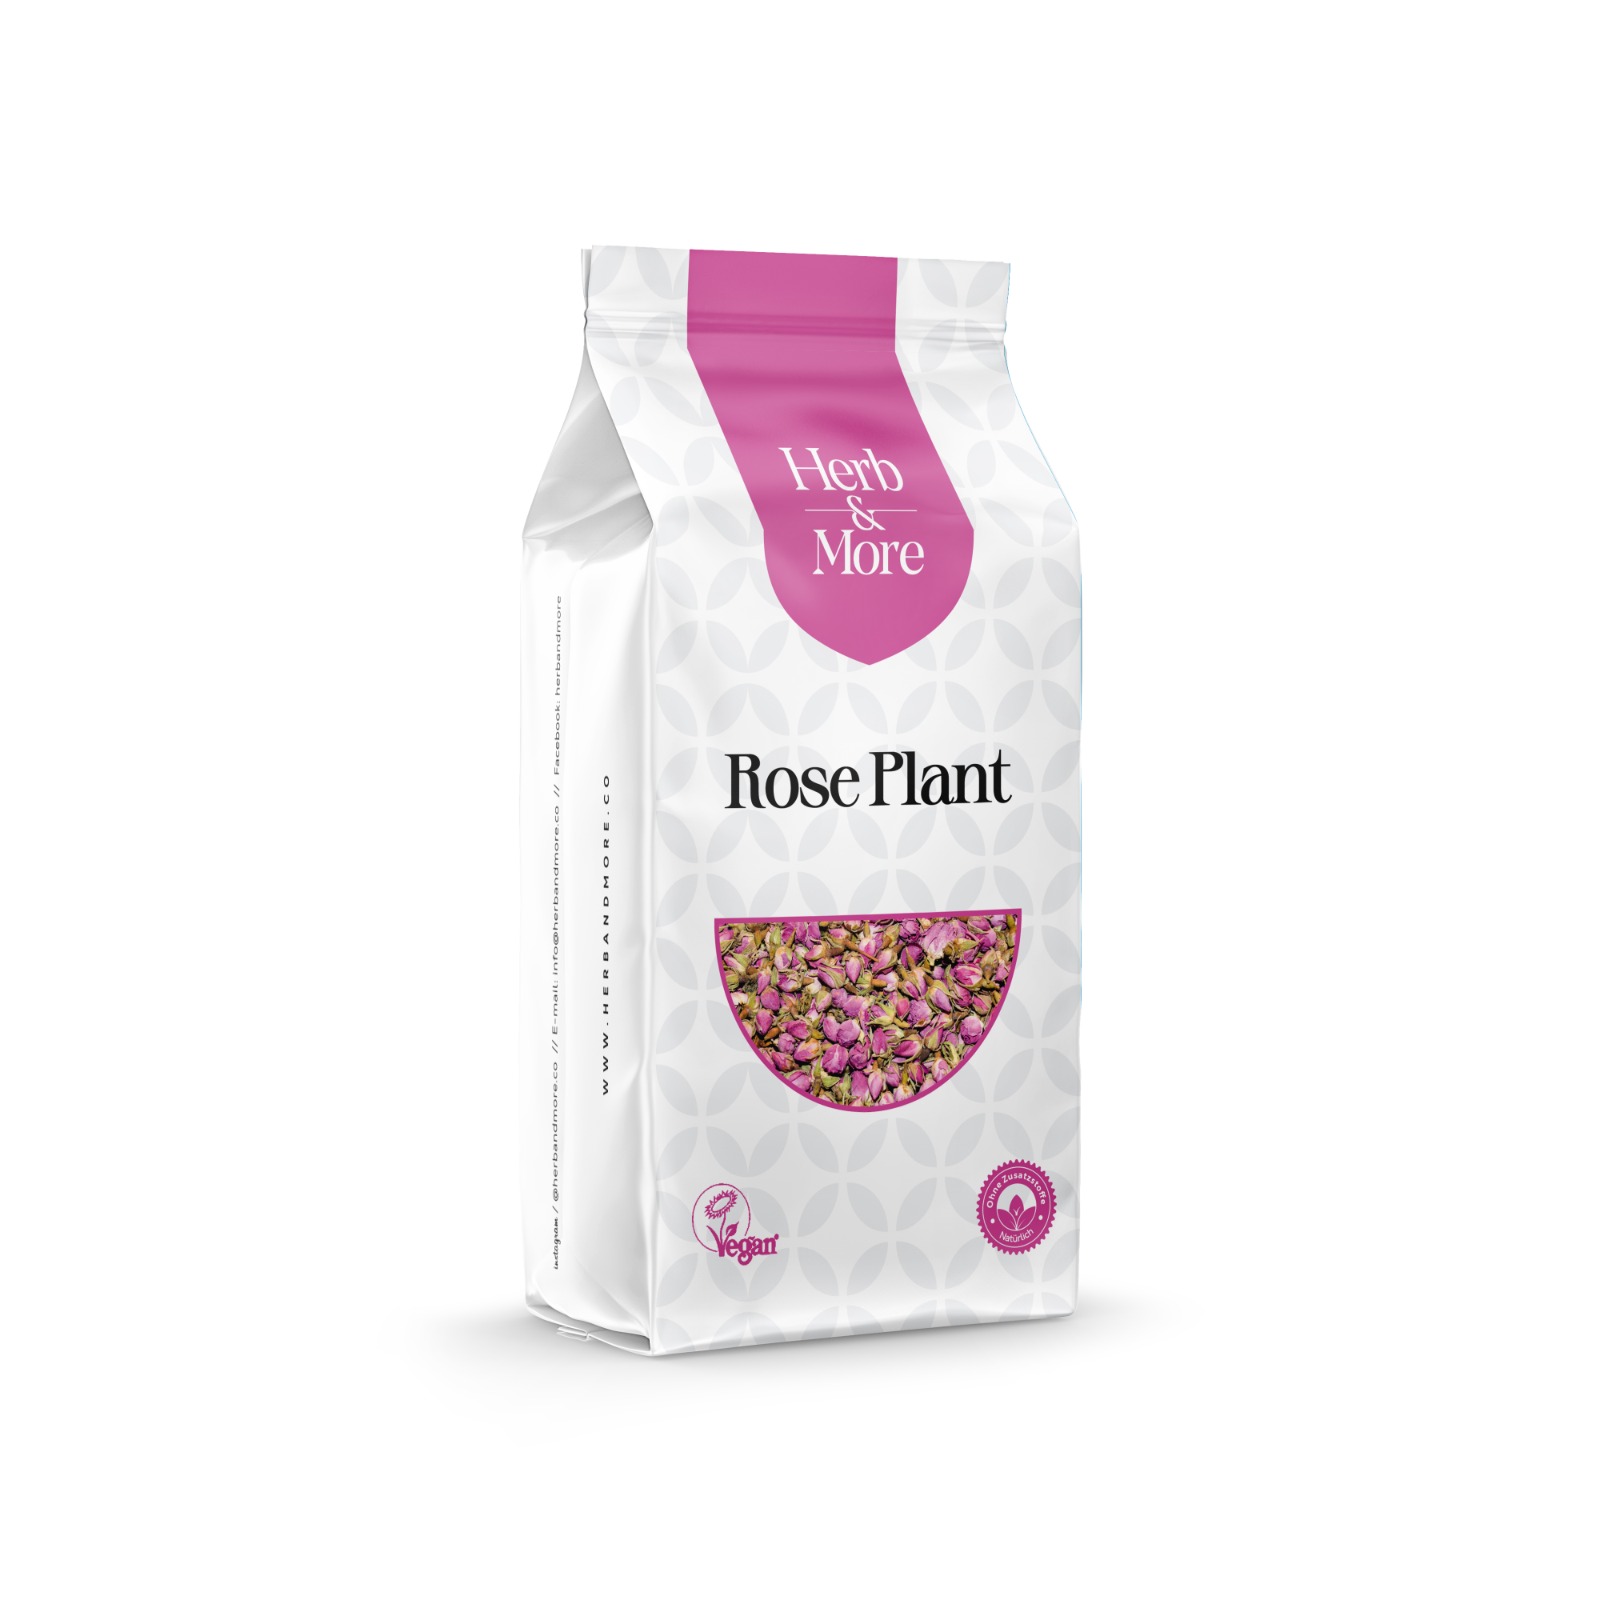 Herb
&
More
Rose Plant
Vegan
Ohne Zusatzstoffe
Natürlich
WWW.HERBANDMORE.CO
instagram / @herbandmore.co // E-mail: info@herbandmore.co // Facebook: herbandmore